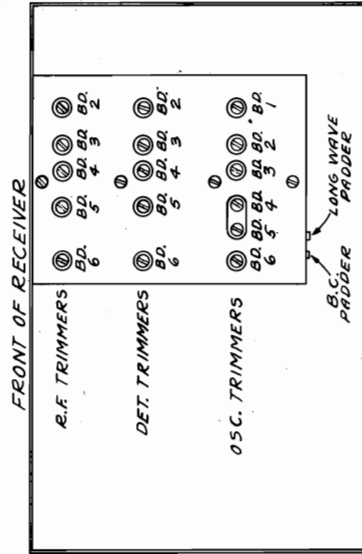 FRONT OF RECEIVER
R.F. TRIMMERS
BD. BD. BD. BD. BD.
6 5 4 3 2
DET. TRIMMERS
BD. BD. BD. BD. BD.
6 5 4 3 2
OSC. TRIMMERS
BD. BD. BD. BD. BD. BD.
6 5 4 3 2 1
B.C.
PADDER
LONG WAVE
PADDER